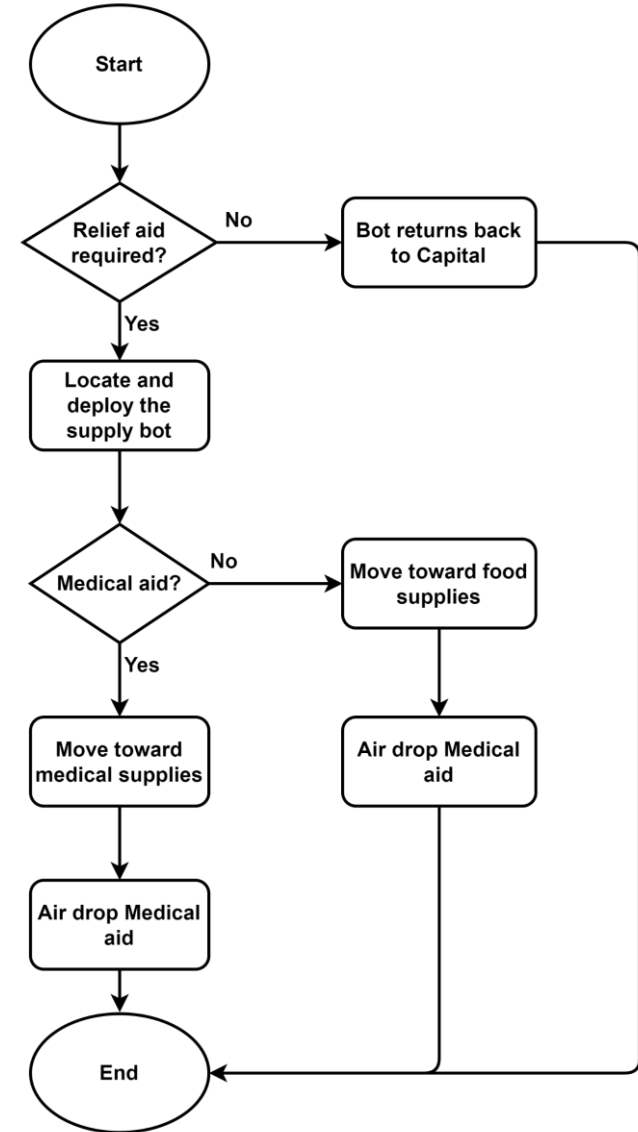 Start
Relief aid
required?
No
Bot returns back
to Capital
Yes
Locate and
deploy the
supply bot
Medical aid?
No
Move toward food
supplies
Yes
Move toward
medical supplies
Air drop Medical
aid
Air drop Medical
aid
End